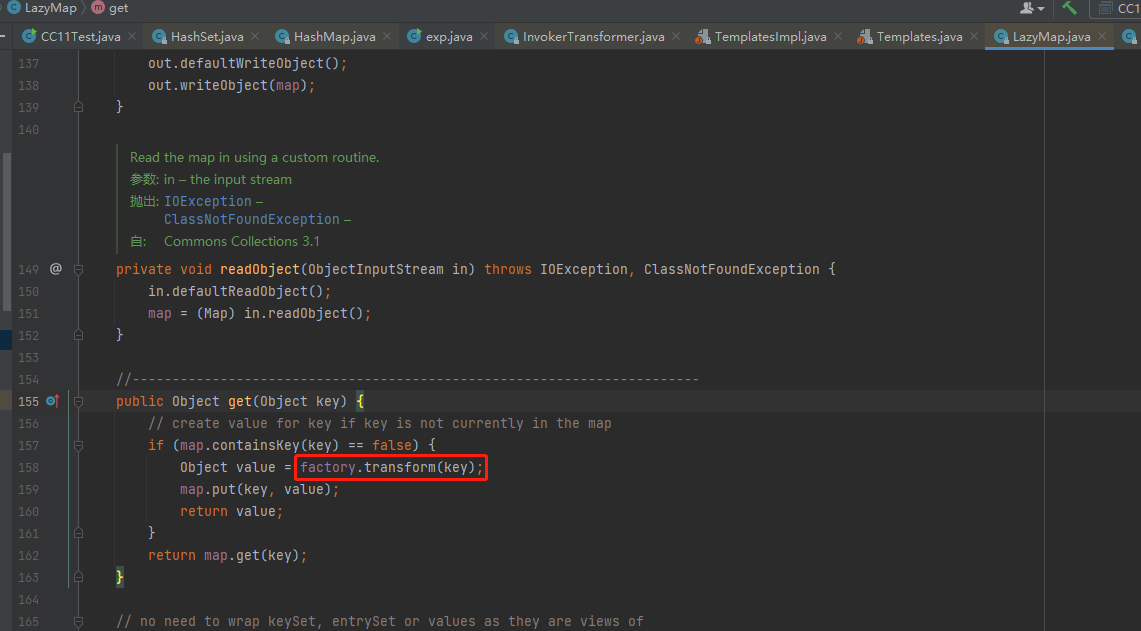 LazyMap get
CC1
CC11Test.java HashSet.java HashMap.java exp.java InvokerTransformer.java TemplatesImpl.java Templates.java LazyMap.java
137 out.defaultWriteObject();
138 out.writeObject(map);
139 }
140
Read the map in using a custom routine.
参数: in – the input stream
抛出: IOException –
ClassNotFoundException –
自: Commons Collections 3.1
149 @ private void readObject(ObjectInputStream in) throws IOException, ClassNotFoundException {
150 in.defaultReadObject();
151 map = (Map) in.readObject();
152 }
153
154 //-----------------------------------------------------------------------
155 public Object get(Object key) {
156 // create value for key if key is not currently in the map
157 if (map.containsKey(key) == false) {
158 Object value = factory.transform(key);
159 map.put(key, value);
160 return value;
161 }
162 return map.get(key);
163 }
164
165 // no need to wrap keySet, entrySet or values as they are views of